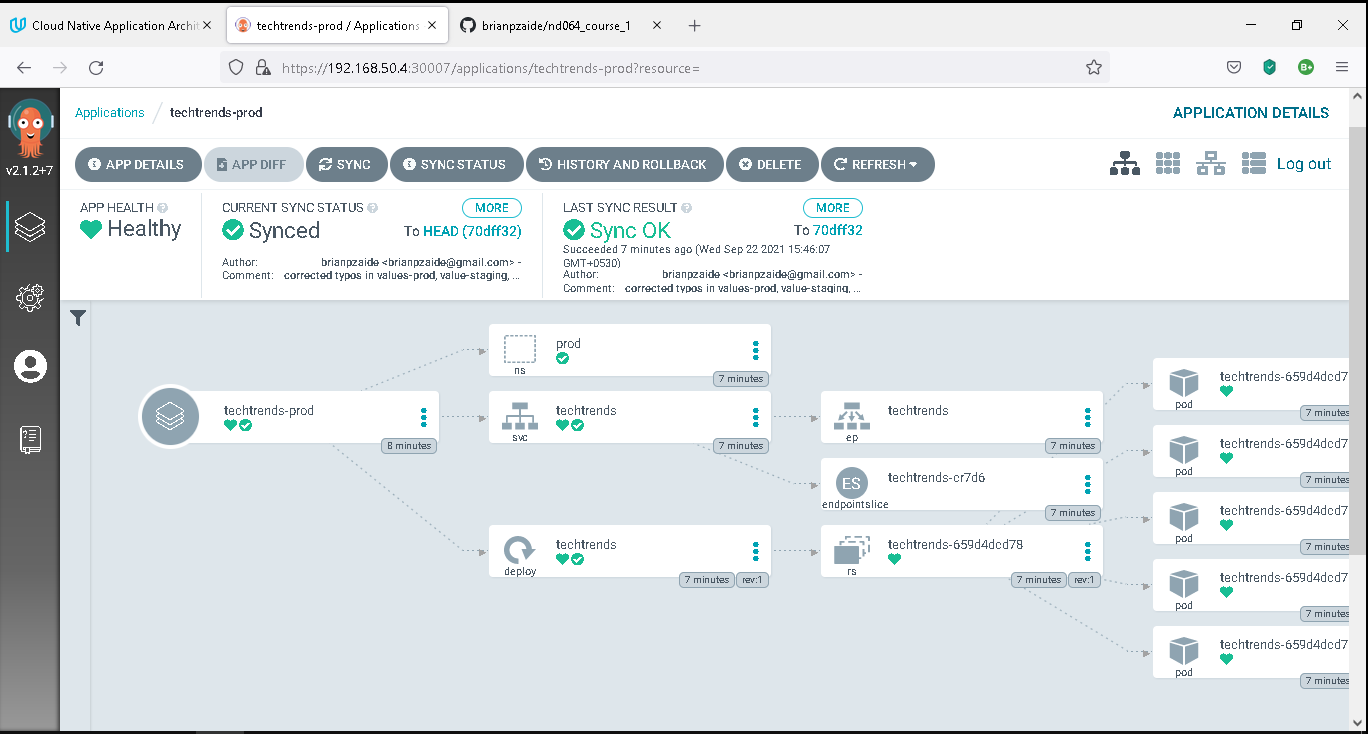 Cloud Native Application Archit
techtrends-prod / Applications
brianpzaide/nd064_course_1
https://192.168.50.4:30007/applications/techtrends-prod?resource=
B+
v2.1.2+7
Applications / techtrends-prod
APPLICATION DETAILS
APP DETAILS
APP DIFF
SYNC
SYNC STATUS
HISTORY AND ROLLBACK
DELETE
REFRESH
Log out
APP HEALTH
Healthy
CURRENT SYNC STATUS
MORE
Synced
To HEAD (70dff32)
Author: brianpzaide <brianpzaide@gmail.com> -
Comment: corrected typos in values-prod, value-staging, ...
LAST SYNC RESULT
MORE
Sync OK
To 70dff32
Succeeded 7 minutes ago (Wed Sep 22 2021 15:46:07
GMT+0530)
Author: brianpzaide <brianpzaide@gmail.com> -
Comment: corrected typos in values-prod, value-staging, ...
techtrends-prod
8 minutes
prod
ns
7 minutes
techtrends
svc
7 minutes
techtrends
deploy
7 minutes
rev:1
techtrends
ep
7 minutes
ES
techtrends-cr7d6
endpointslice
7 minutes
techtrends-659d4dcd78
rs
7 minutes
rev:1
techtrends-659d4dcd7
pod
7 minutes
techtrends-659d4dcd7
pod
7 minutes
techtrends-659d4dcd7
pod
7 minutes
techtrends-659d4dcd7
pod
7 minutes
techtrends-659d4dcd7
pod
7 minutes